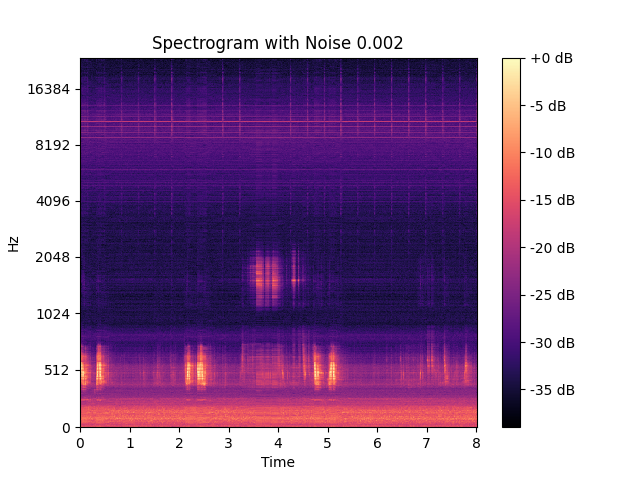 Spectrogram with Noise 0.002
+0 dB
16384
-5 dB
8192
-10 dB
4096
-15 dB
Hz
-20 dB
2048
-25 dB
1024
-30 dB
512
-35 dB
0
0 1 2 3 4 5 6 7 8
Time